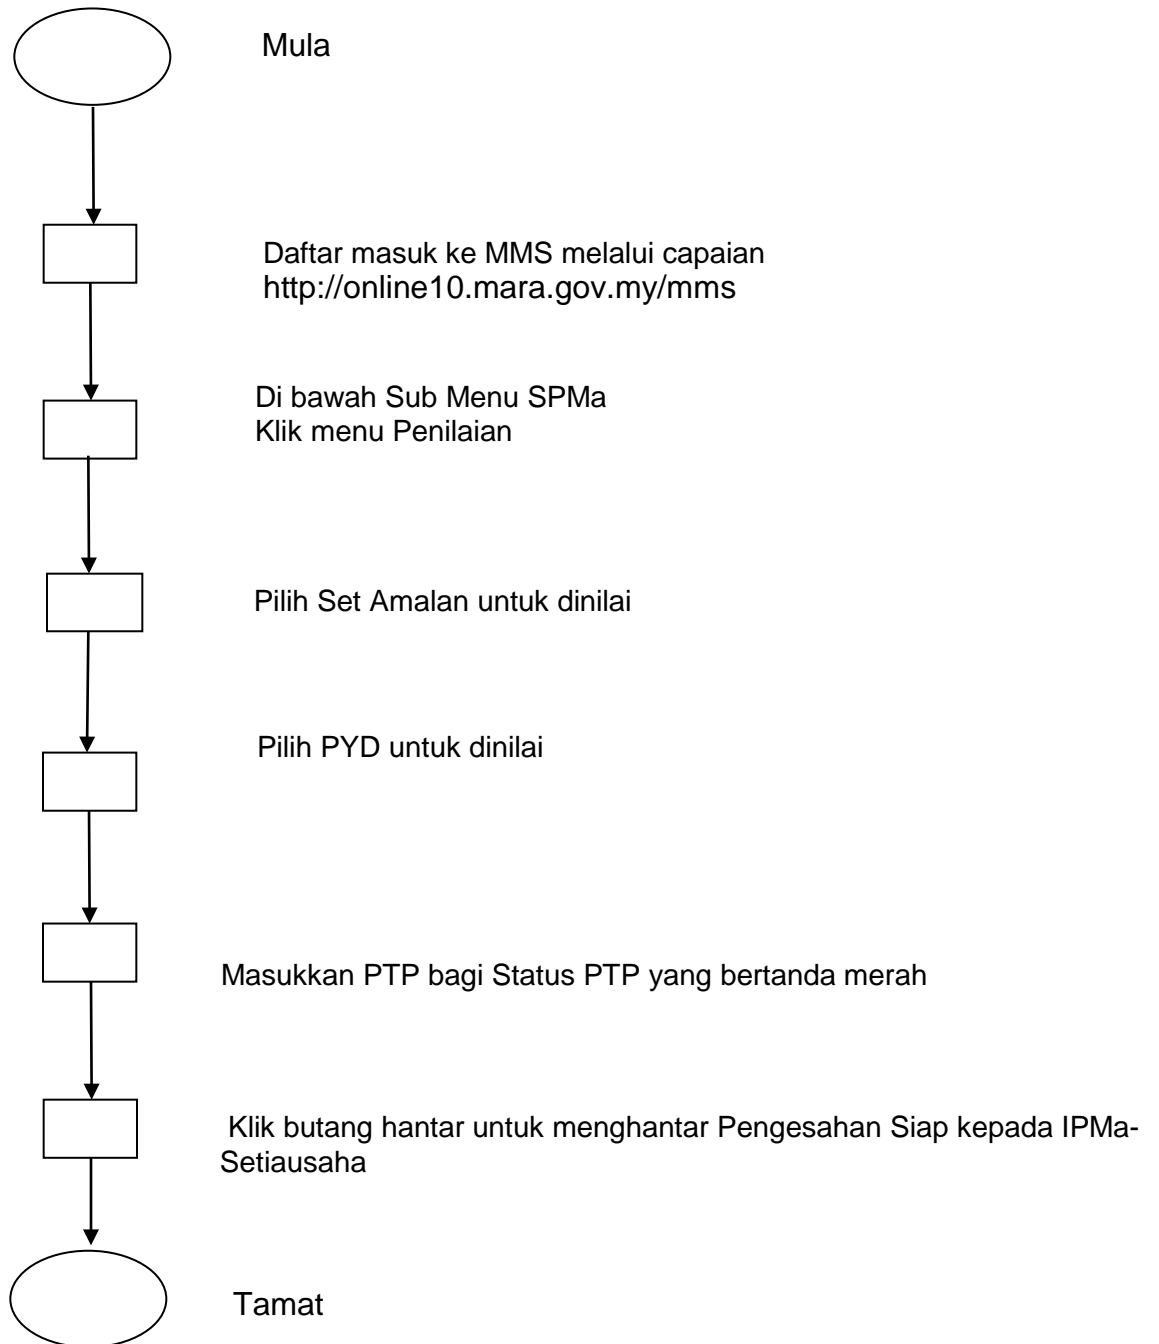 Mula
Daftar masuk ke MMS melalui capaian
http://online10.mara.gov.my/mms
Di bawah Sub Menu SPMa
Klik menu Penilaian
Pilih Set Amalan untuk dinilai
Pilih PYD untuk dinilai
Masukkan PTP bagi Status PTP yang bertanda merah
Klik butang hantar untuk menghantar Pengesahan Siap kepada IPMa-
Setiausaha
Tamat